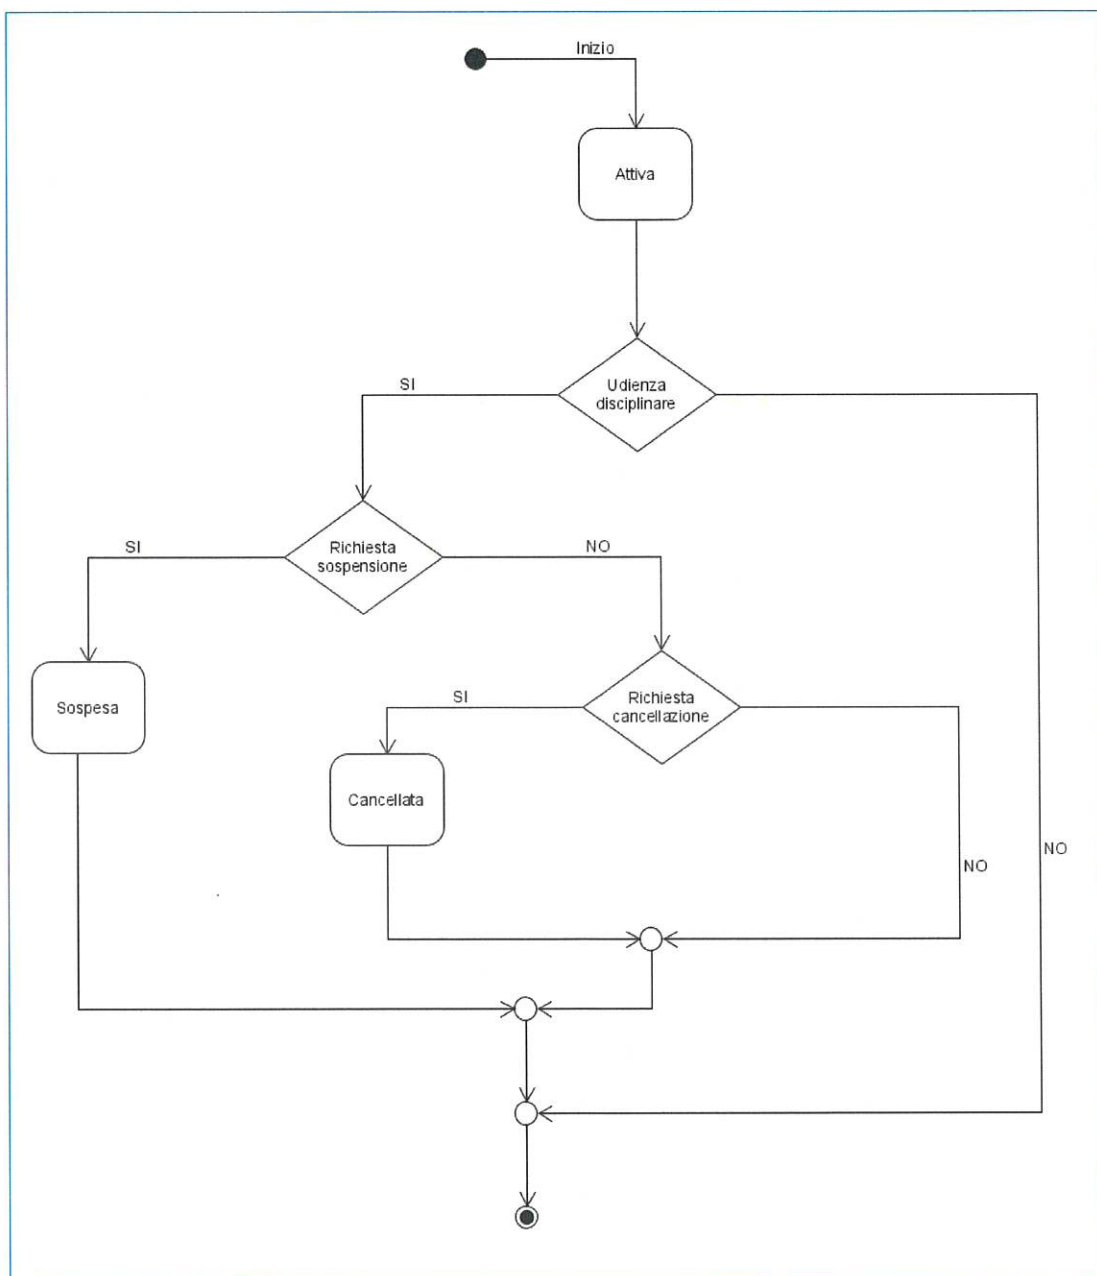 Inizio
Attiva
Udienza
disciplinare
SI
Richiesta
sospensione
SI
NO
Sospesa
Richiesta
cancellazione
SI
Cancellata
NO
NO